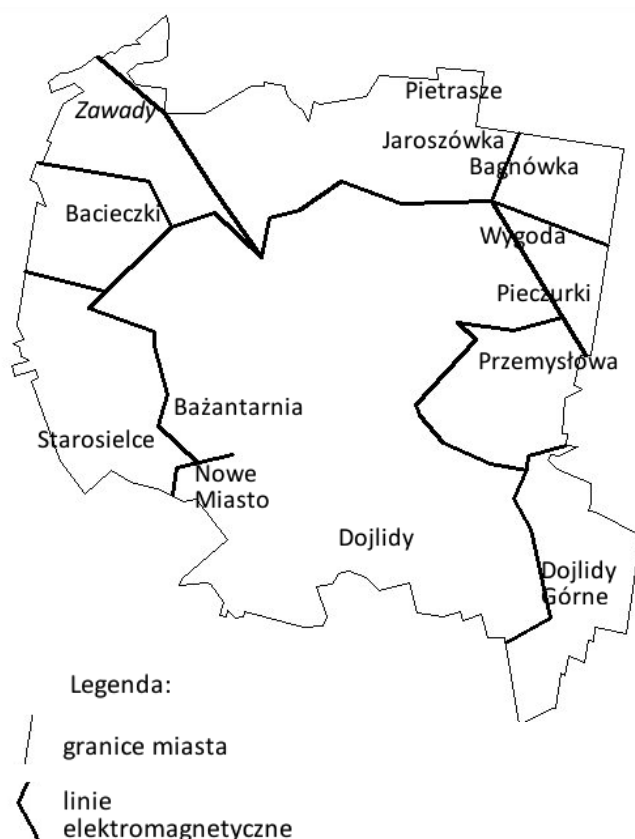 Pietrasze
Zawady
Jaroszówka
Bagnówka
Bacieczki
Wygoda
Pieczurki
Przemysłowa
Bażantarnia
Starosielce
Nowe
Miasto
Dojlidy
Dojlidy
Górne
Legenda:
granice miasta
linie
elektromagnetyczne